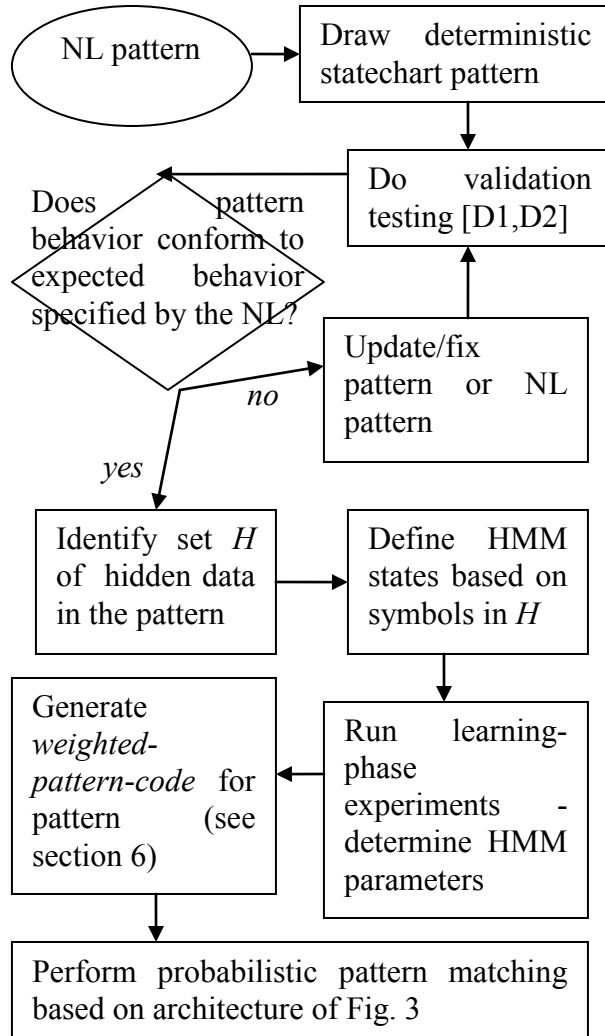 NL pattern
Draw deterministic
statechart pattern
Do validation
testing [D1,D2]
Does pattern
behavior conform to
expected behavior
specified by the NL?
Update/fix
pattern or NL
pattern
no
yes
Identify set H
of hidden data
in the pattern
Define HMM
states based on
symbols in H
Run learning-
phase
experiments -
determine HMM
parameters
Generate
weighted-
pattern-code for
pattern (see
section 6)
Perform probabilistic pattern matching
based on architecture of Fig. 3